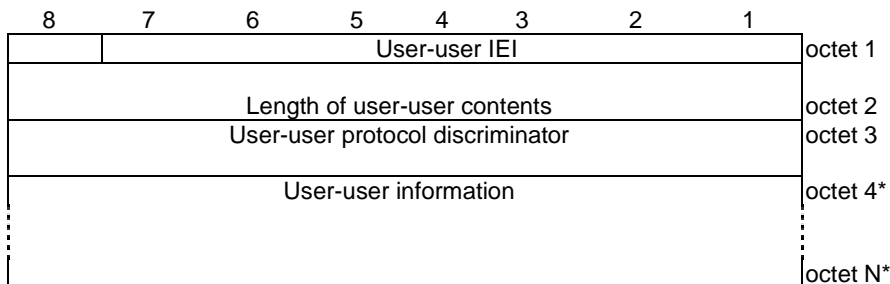 8 7 6 5 4 3 2 1
User-user IEI octet 1
Length of user-user contents octet 2
User-user protocol discriminator octet 3
User-user information octet 4*
octet N*